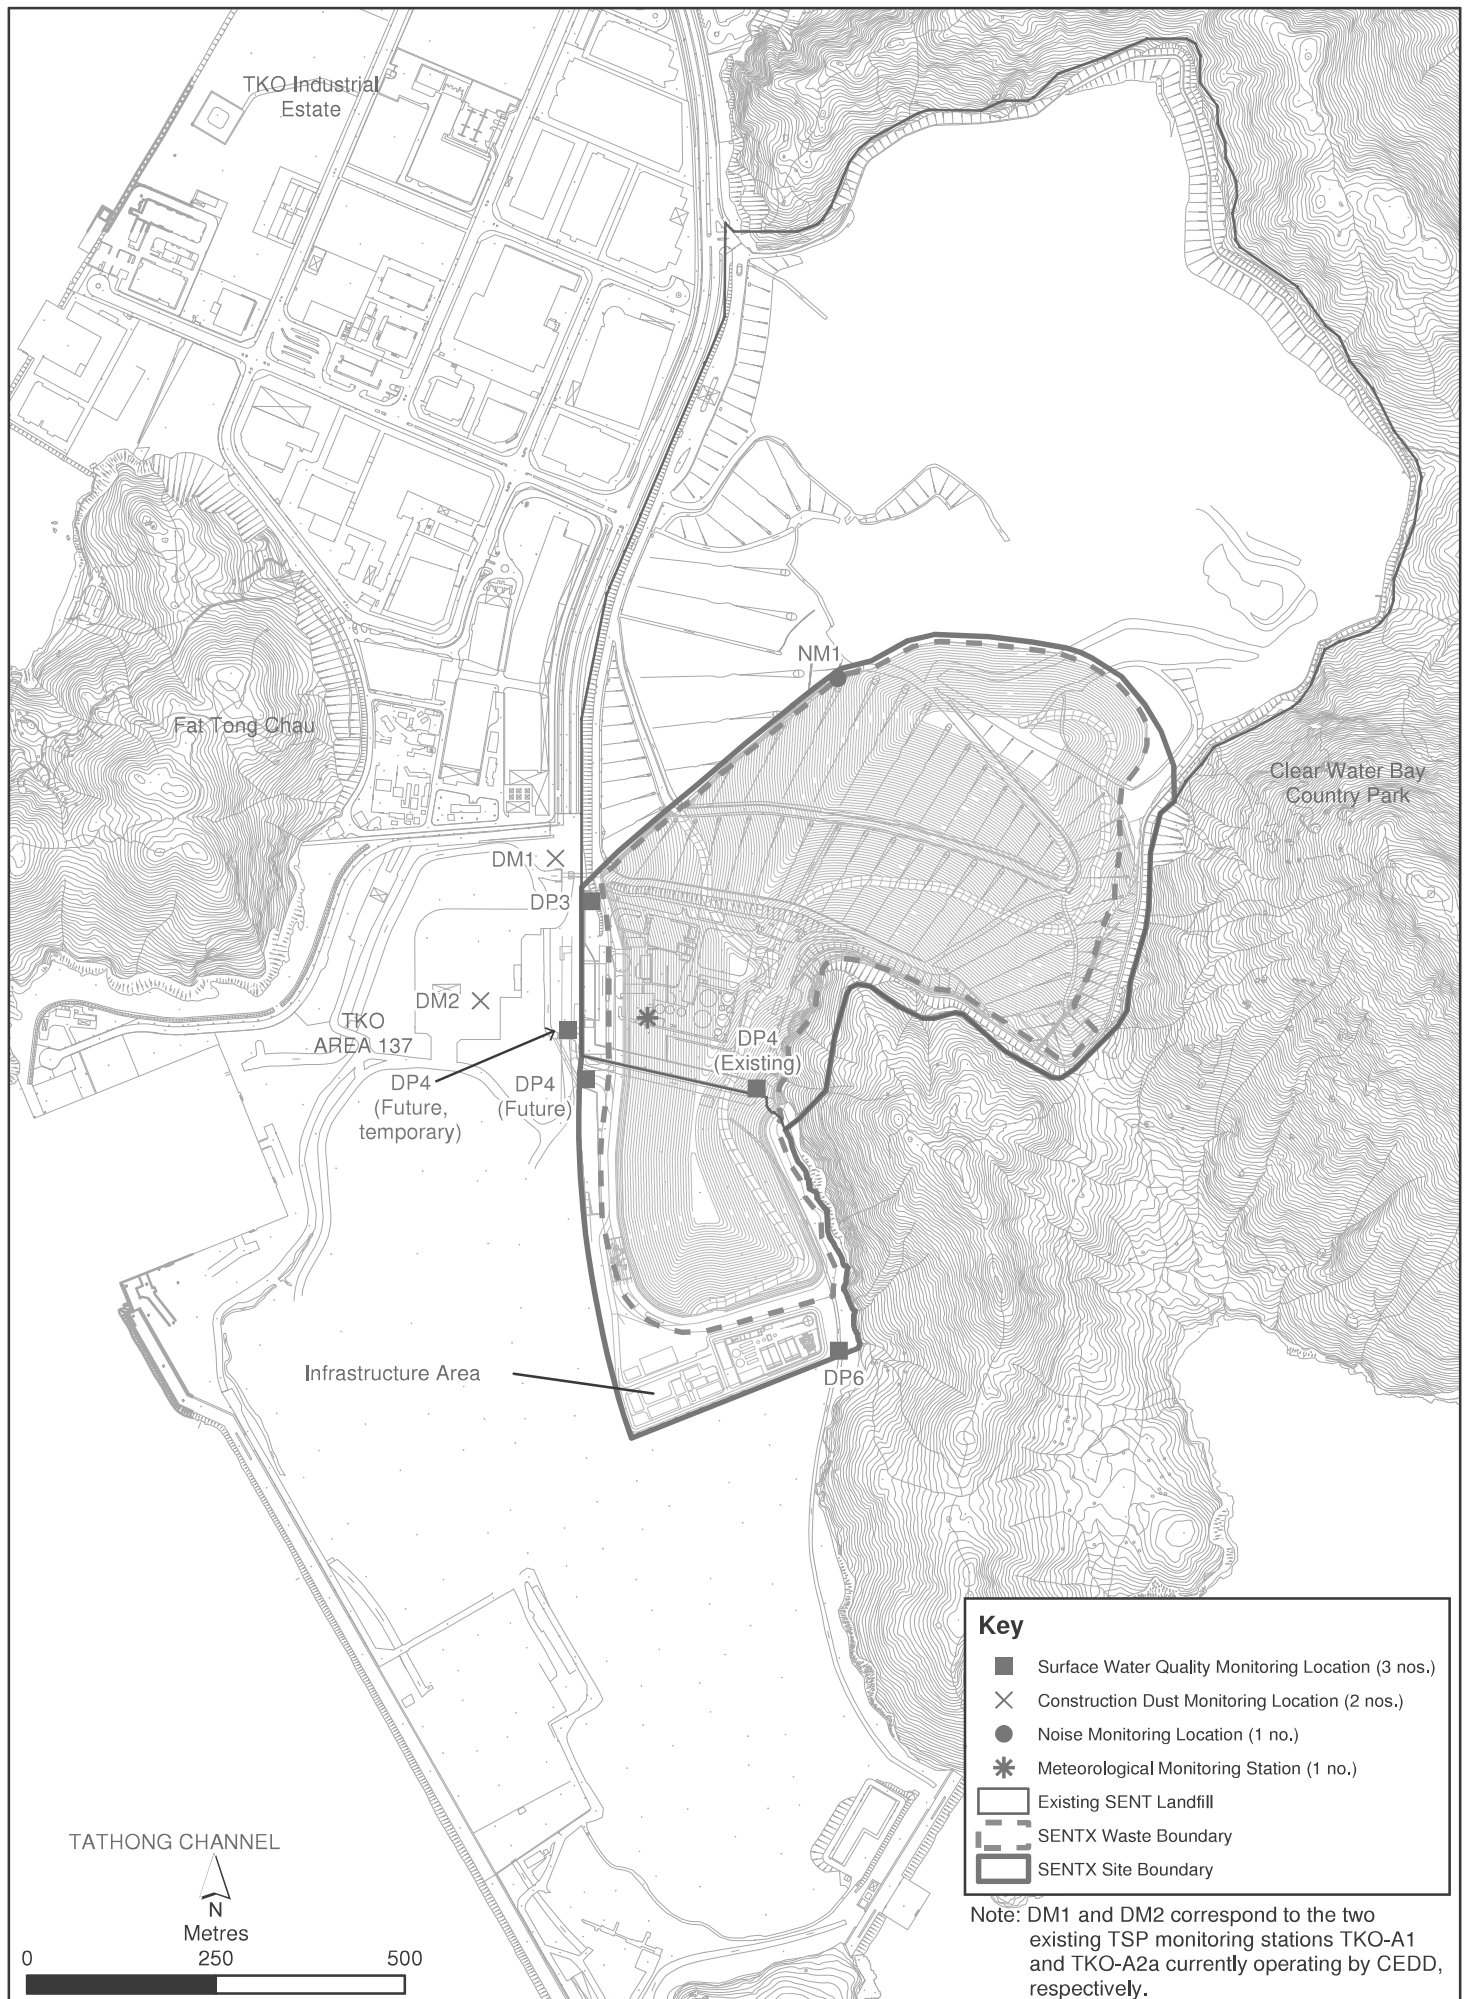 TKO Industrial
Estate
NM1
Fat Tong Chau
Clear Water Bay
Country Park
DM1
DP3
DM2
TKO
AREA 137
DP4
(Existing)
DP4
(Future,
temporary)
DP4
(Future)
Infrastructure Area
DP6
Key
Surface Water Quality Monitoring Location (3 nos.)
Construction Dust Monitoring Location (2 nos.)
Noise Monitoring Location (1 no.)
Meteorological Monitoring Station (1 no.)
Existing SENT Landfill
SENTX Waste Boundary
SENTX Site Boundary
TATHONG CHANNEL
N
Metres
0 250 500
Note: DM1 and DM2 correspond to the two
existing TSP monitoring stations TKO-A1
and TKO-A2a currently operating by CEDD,
respectively.